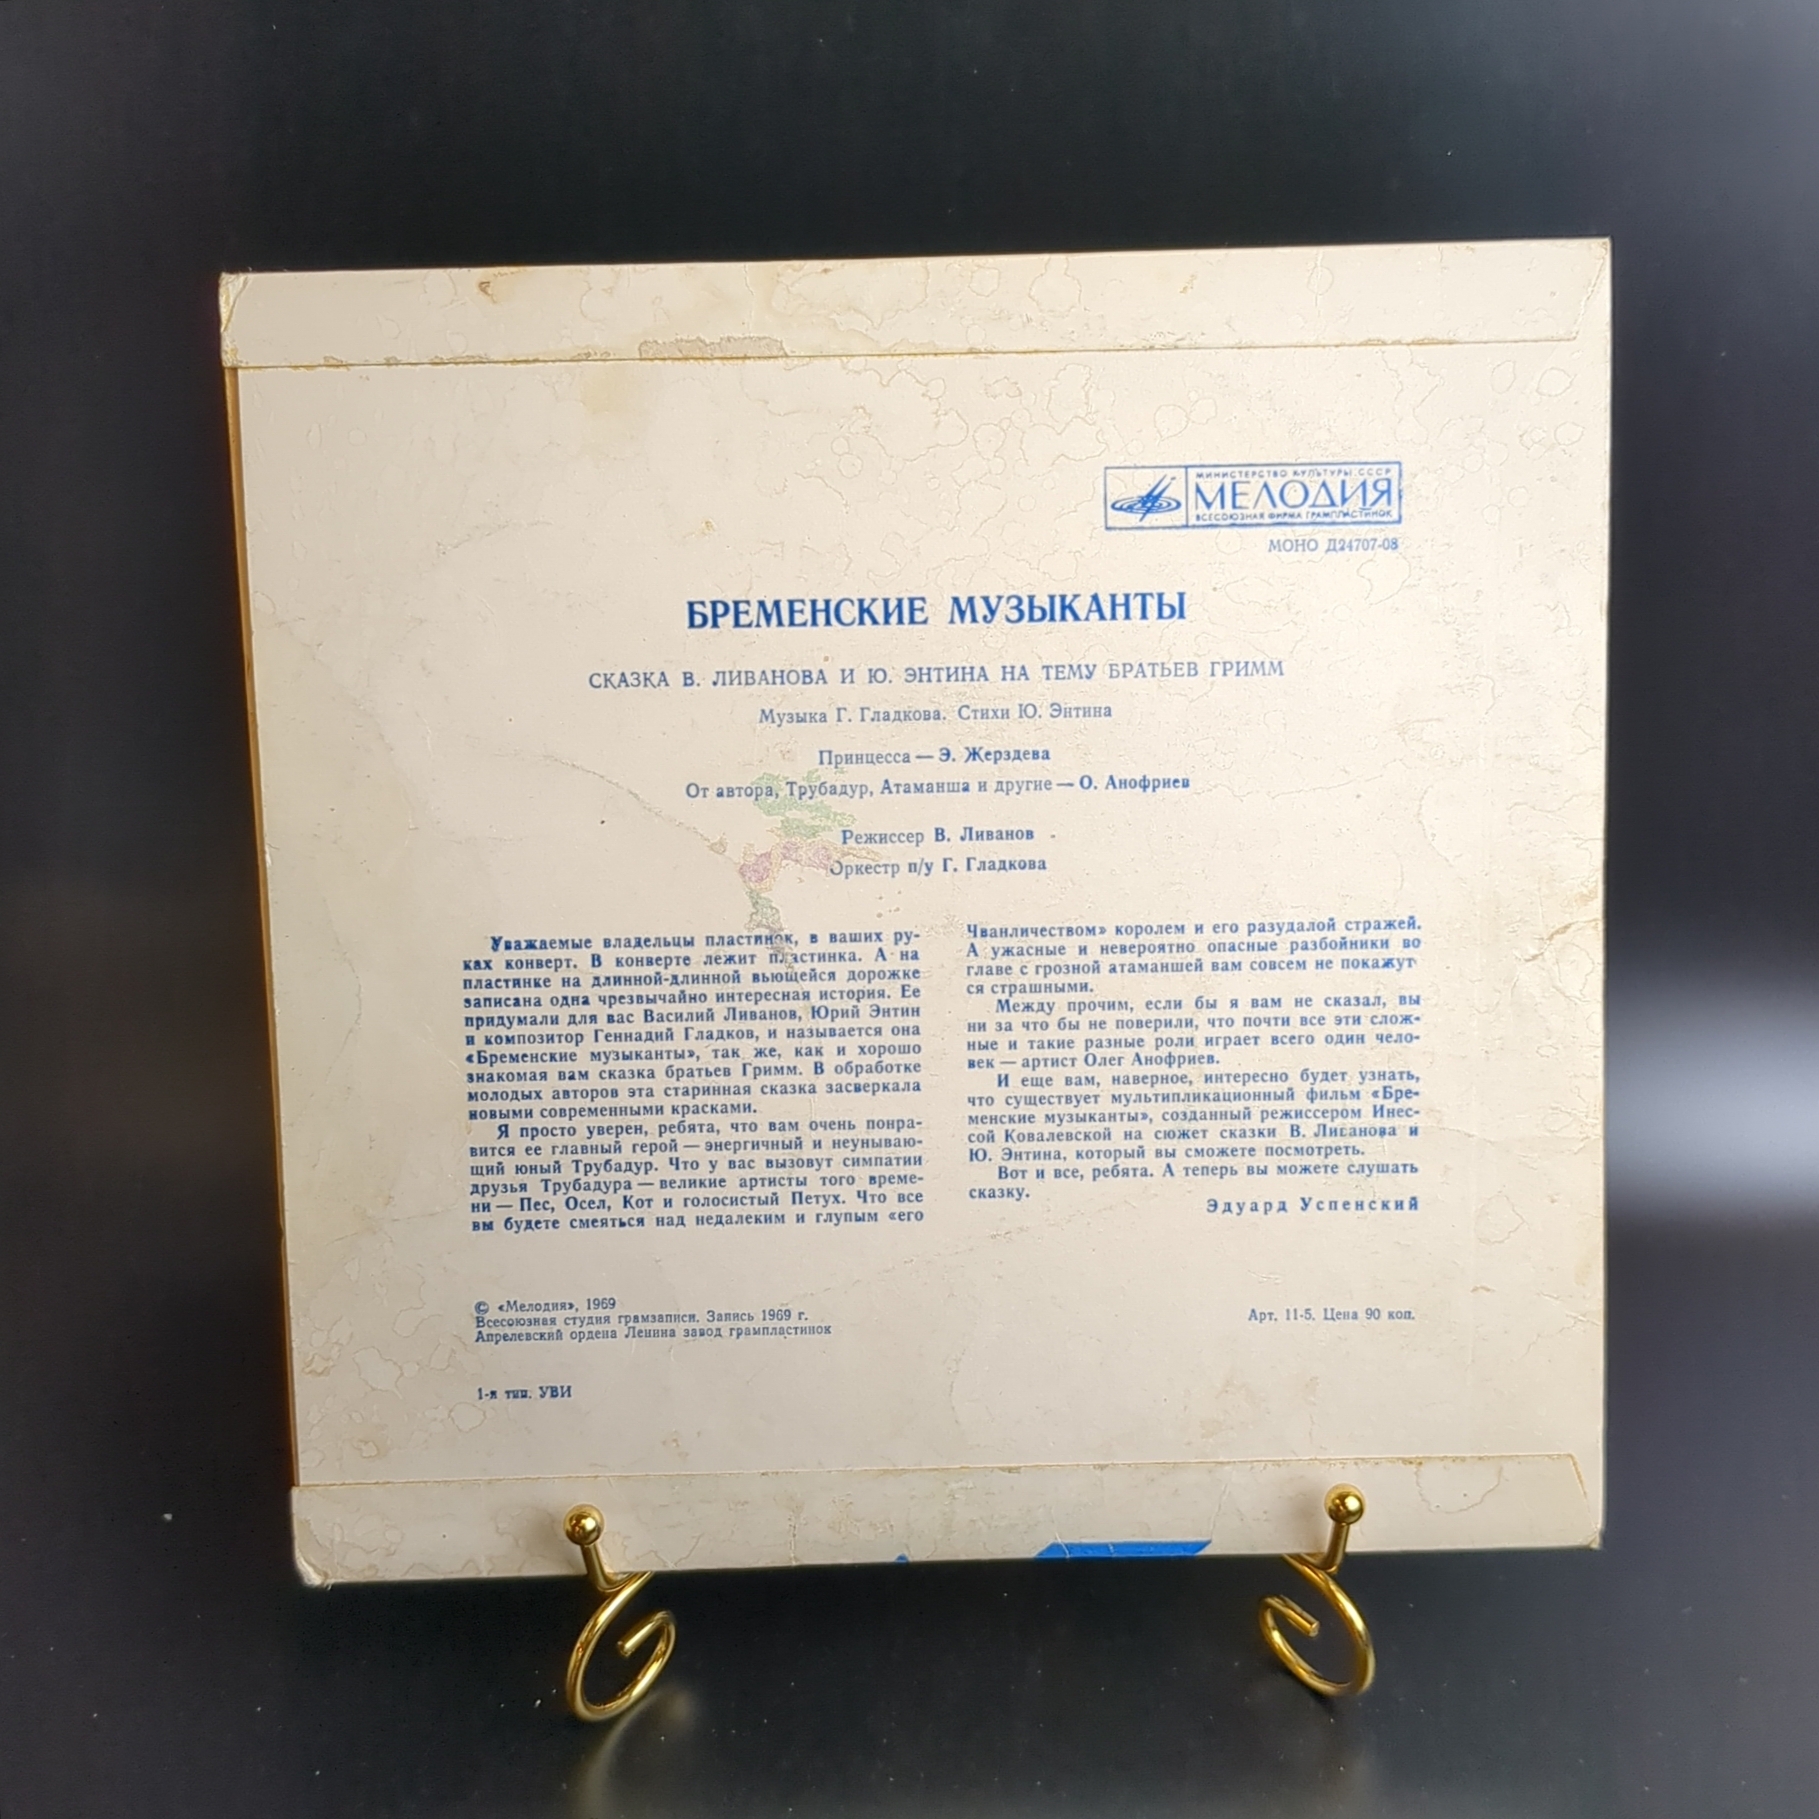 МИНИСТЕРСТВО КУЛЬТУРЫ СССР
МЕЛОДИЯ
ВСЕСОЮЗНАЯ ФИРМА ГРАМПЛАСТИНОК
МОНО Д24707-08
БРЕМЕНСКИЕ МУЗЫКАНТЫ
СКАЗКА В. ЛИВАНОВА И Ю. ЭНТИНА НА ТЕМУ БРАТЬЕВ ГРИММ
Музыка Г. Гладкова. Стихи Ю. Энтина
Принцесса — Э. Жерздева
От автора, Трубадур, Атаманша и другие — О. Анофриев
Режиссер В. Ливанов
Оркестр п/у Г. Гладкова
Уважаемые владельцы пластинок, в ваших ру-
ках конверт. В конверте лежит пластинка. А на
пластинке на длинной-длинной вьющейся дорожке
записана одна чрезвычайно интересная история. Ее
придумали для вас Василий Ливанов, Юрий Энтин
и композитор Геннадий Гладков, и называется она
«Бременские музыканты», так же, как и хорошо
знакомая вам сказка братьев Гримм. В обработке
молодых авторов эта старинная сказка засверкала
новыми современными красками.
Я просто уверен, ребята, что вам очень понра-
вится ее главный герой — энергичный и неунываю-
щий юный Трубадур. Что у вас вызовут симпатии
друзья Трубадура — великие артисты того време-
ни — Пес, Осел, Кот и голосистый Петух. Что все
вы будете смеяться над недалеким и глупым «его
Чванличеством» королем и его разудалой стражей.
А ужасные и невероятно опасные разбойники во
главе с грозной атаманшей вам совсем не покажут-
ся страшными.
Между прочим, если бы я вам не сказал, вы
ни за что бы не поверили, что почти все эти слож-
ные и такие разные роли играет всего один чело-
век — артист Олег Анофриев.
И еще вам, наверное, интересно будет узнать,
что существует мультипликационный фильм «Бре-
менские музыканты», созданный режиссером Инес-
сой Ковалевской на сюжет сказки В. Ливанова и
Ю. Энтина, который вы сможете посмотреть.
Вот и все, ребята. А теперь вы можете слушать
сказку.
Эдуард Успенский
© «Мелодия», 1969
Всесоюзная студия грамзаписи. Запись 1969 г.
Апрелевский ордена Ленина завод грампластинок
Арт. 11-5. Цена 90 коп.
1-я тип. УВИ